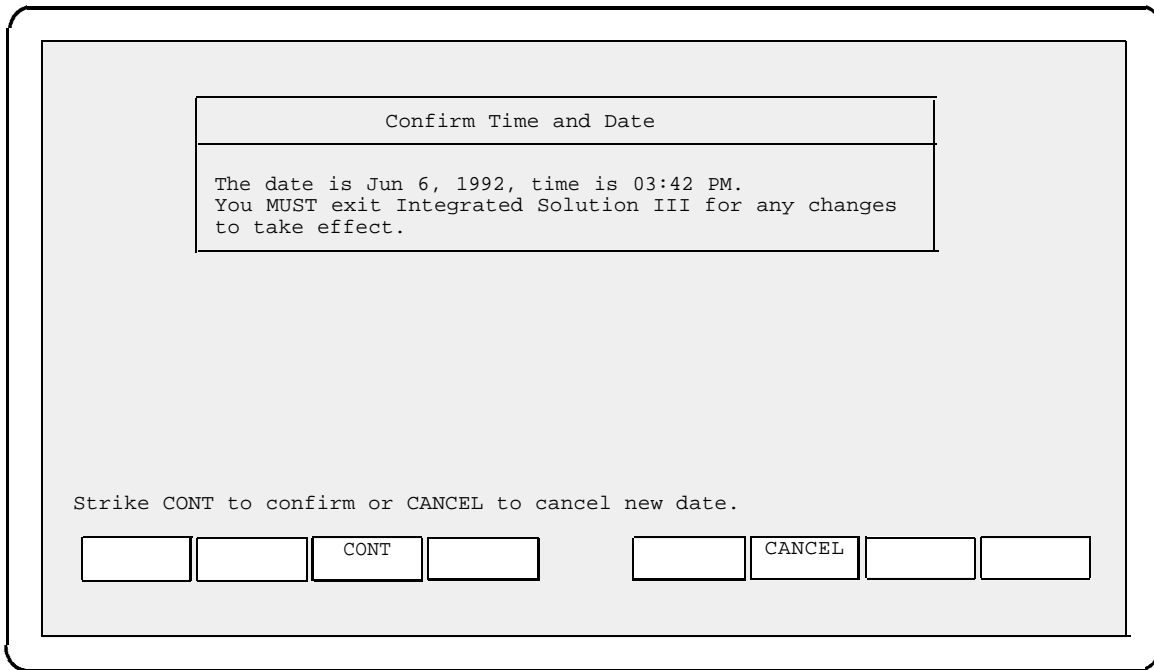 Confirm Time and Date
The date is Jun 6, 1992, time is 03:42 PM.
You MUST exit Integrated Solution III for any changes
to take effect.
Strike CONT to confirm or CANCEL to cancel new date.
CONT CANCEL